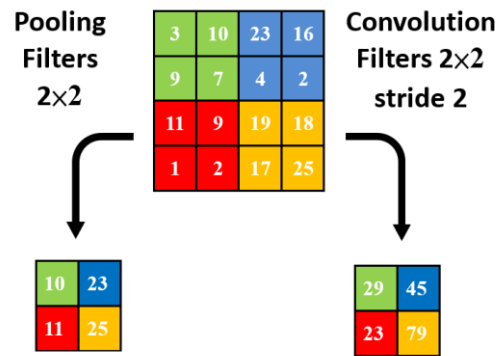 Pooling
Filters
2×2
3 10 23 16
9 7 4 2
11 9 19 18
1 2 17 25
Convolution
Filters 2×2
stride 2
10 23
11 25
29 45
23 79